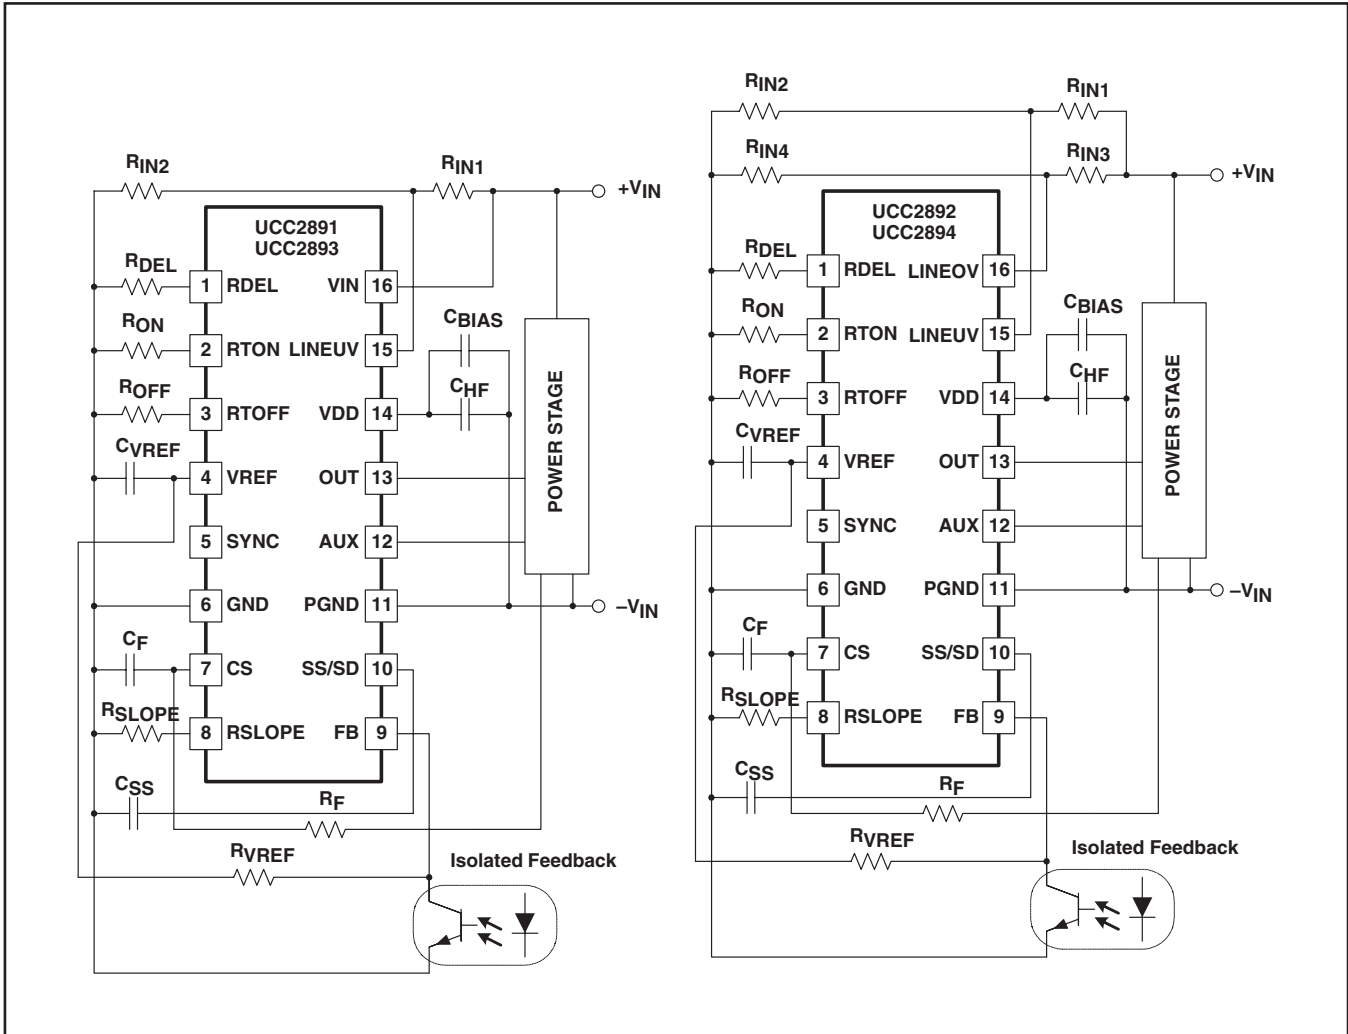 RIN2
RIN1
+VIN
UCC2891
UCC2893
RDEL
1 RDEL VIN 16
RON
CBIAS
2 RTON LINEUV 15
ROFF
CHF
3 RTOFF VDD 14
CVREF
4 VREF OUT 13
POWER STAGE
5 SYNC AUX 12
6 GND PGND 11
–VIN
CF
7 CS SS/SD 10
RSLOPE
8 RSLOPE FB 9
CSS
RF
RVREF
Isolated Feedback
RIN2
RIN1
RIN4
RIN3
+VIN
UCC2892
UCC2894
RDEL
1 RDEL LINEOV 16
RON
CBIAS
2 RTON LINEUV 15
ROFF
CHF
3 RTOFF VDD 14
CVREF
4 VREF OUT 13
POWER STAGE
5 SYNC AUX 12
6 GND PGND 11
–VIN
CF
7 CS SS/SD 10
RSLOPE
8 RSLOPE FB 9
CSS
RF
RVREF
Isolated Feedback